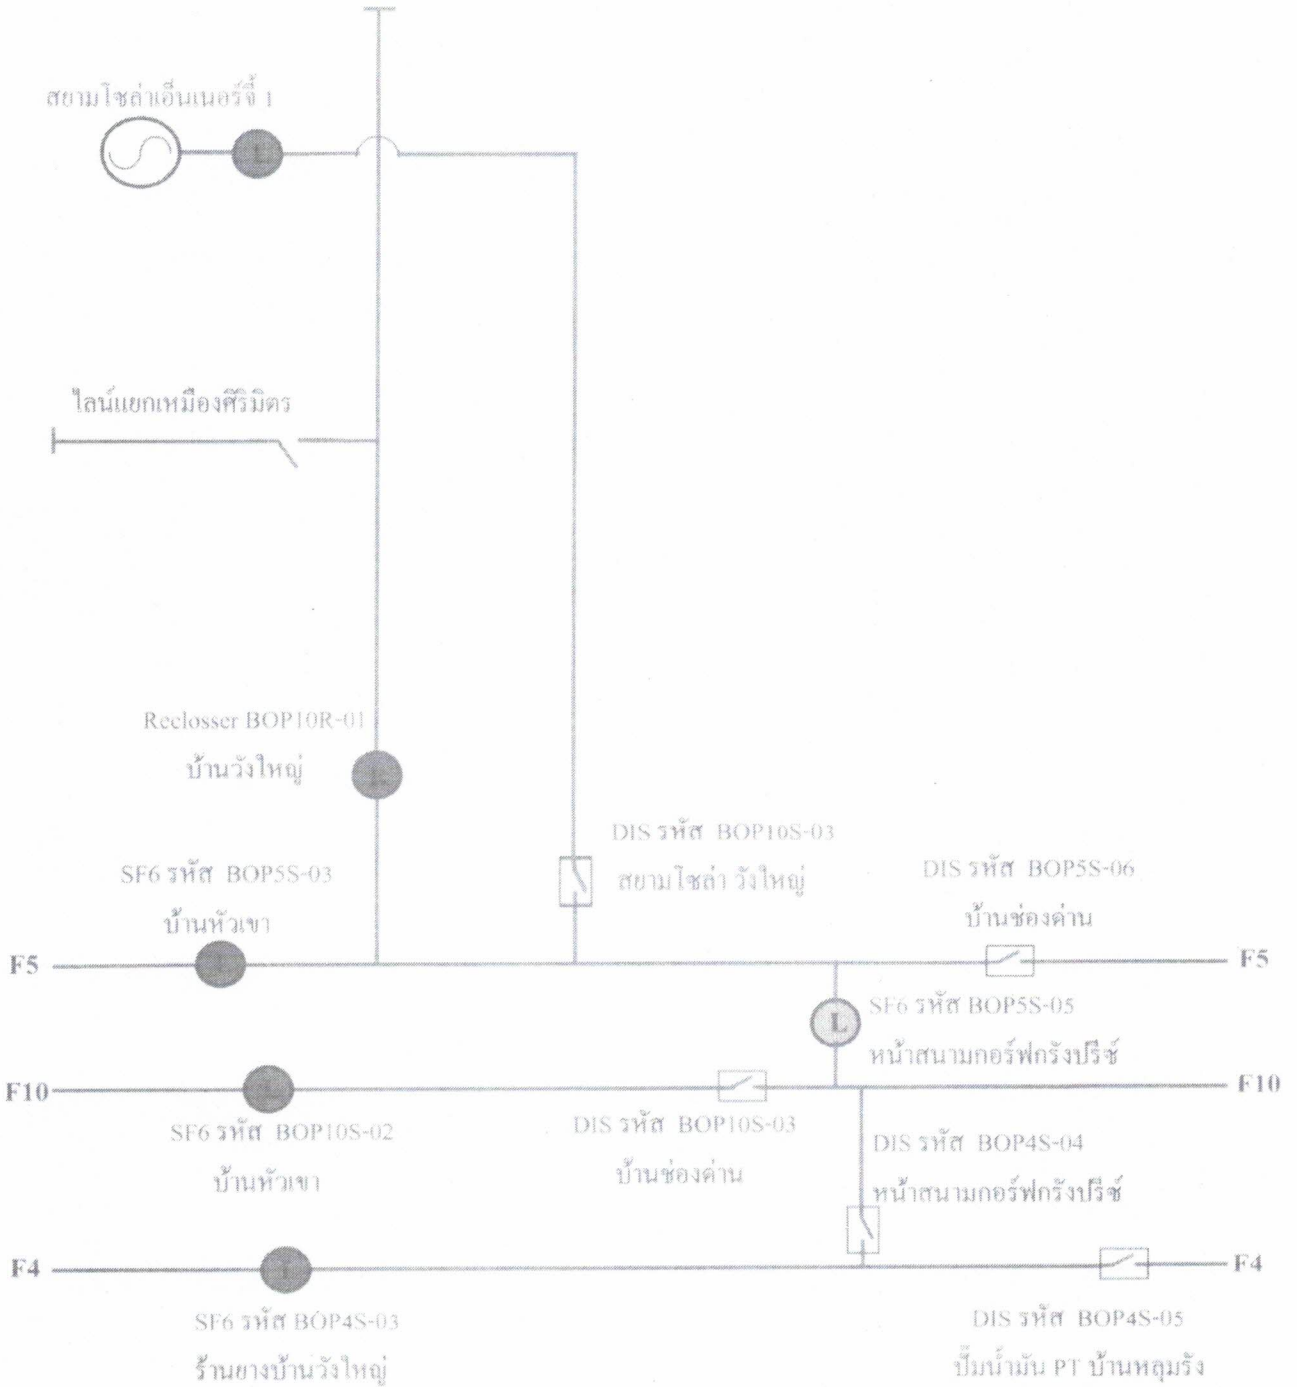 สยามโซล่าเอ็นเนอร์จี้ 1
ไลน์แยกเหมืองศิริมิตร
Reclosser BOP10R-01
บ้านวังใหญ่
DIS รหัส BOP10S-03
สยามโซล่า วังใหญ่
SF6 รหัส BOP5S-03
บ้านหัวเขา
DIS รหัส BOP5S-06
บ้านช่องด่าน
F5
F5
SF6 รหัส BOP5S-05
L
หน้าสนามกอร์ฟกรังปรีซ์
F10
L
F10
SF6 รหัส BOP10S-02
บ้านหัวเขา
DIS รหัส BOP10S-03
บ้านช่องด่าน
DIS รหัส BOP4S-04
หน้าสนามกอร์ฟกรังปรีซ์
F4
F4
SF6 รหัส BOP4S-03
ร้านยางบ้านวังใหญ่
DIS รหัส BOP4S-05
ปั๊มน้ำมัน PT บ้านหลุมรัง